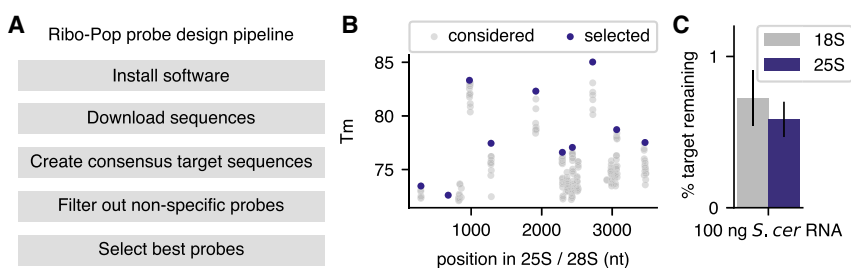 A
Ribo-Pop probe design pipeline
Install software
Download sequences
Create consensus target sequences
Filter out non-specific probes
Select best probes
B
considered
selected
Tm
85
80
75
1000
2000
3000
position in 25S / 28S (nt)
C
18S
25S
% target remaining
1
0
100 ng S. cer RNA